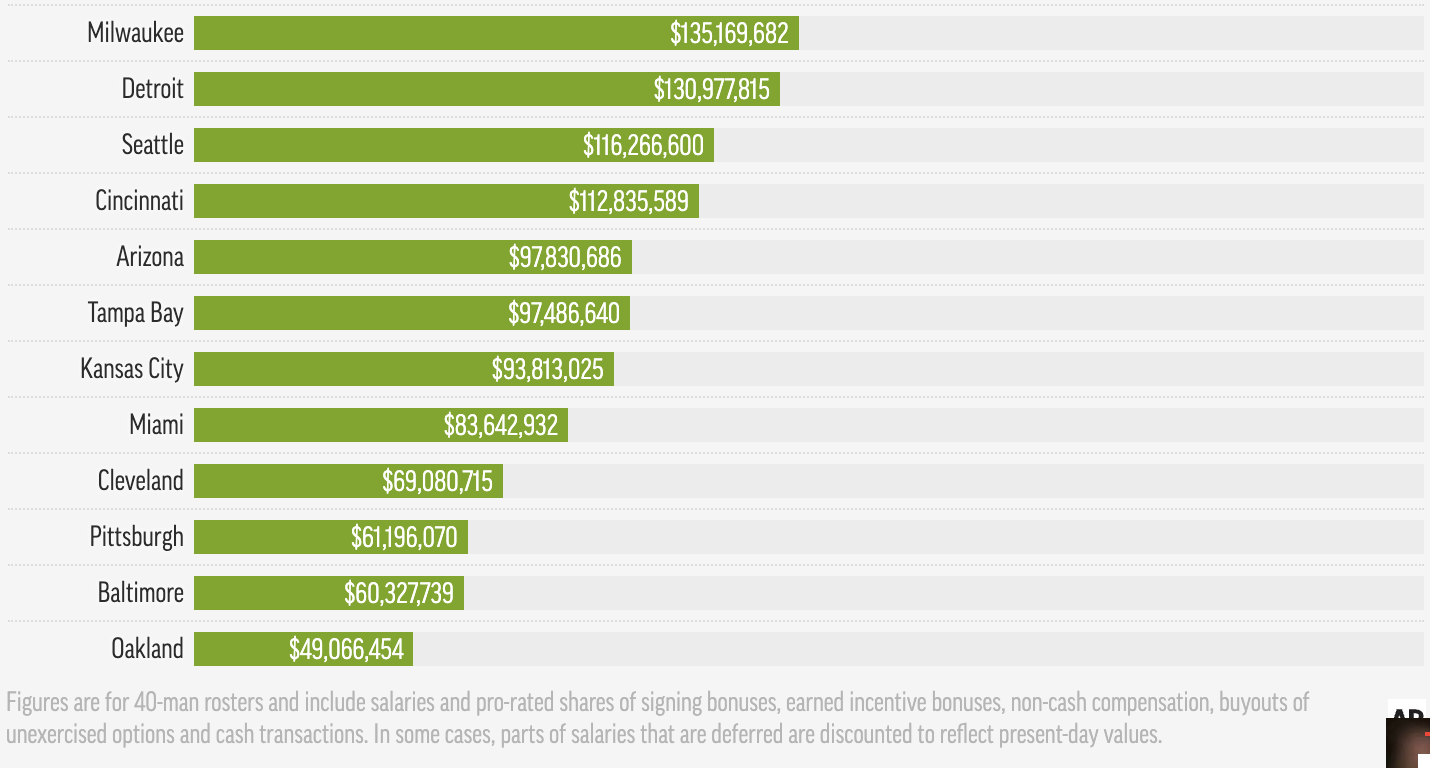 Milwaukee $135,169,682
Detroit $130,977,815
Seattle $116,266,600
Cincinnati $112,835,589
Arizona $97,830,686
Tampa Bay $97,486,640
Kansas City $93,813,025
Miami $83,642,932
Cleveland $69,080,715
Pittsburgh $61,196,070
Baltimore $60,327,739
Oakland $49,066,454
Figures are for 40-man rosters and include salaries and pro-rated shares of signing bonuses, earned incentive bonuses, non-cash compensation, buyouts of
unexercised options and cash transactions. In some cases, parts of salaries that are deferred are discounted to reflect present-day values.